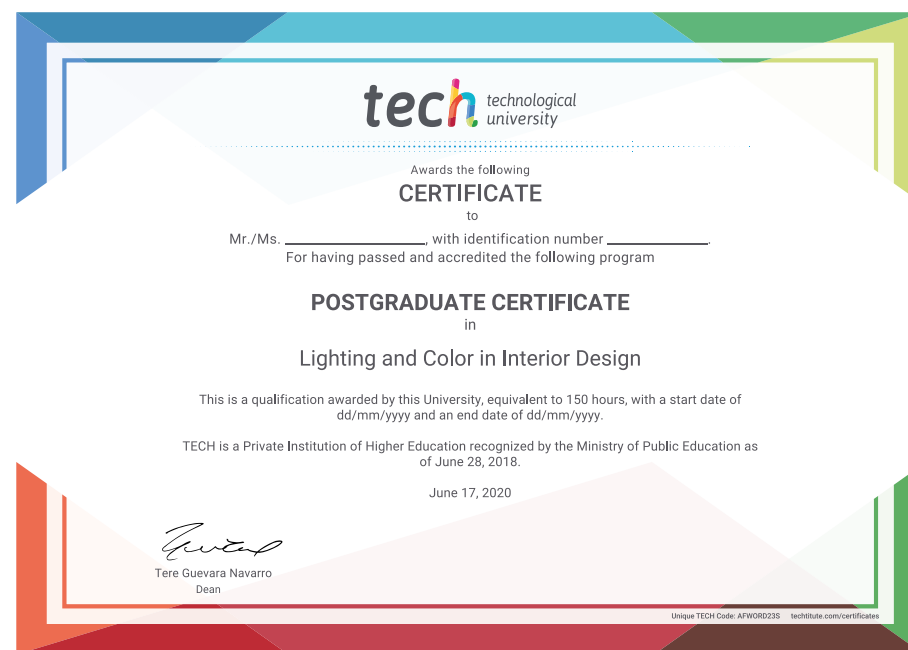 tech technological
university
Awards the following
CERTIFICATE
to
Mr./Ms. ____________________, with identification number ______________.
For having passed and accredited the following program
POSTGRADUATE CERTIFICATE
in
Lighting and Color in Interior Design
This is a qualification awarded by this University, equivalent to 150 hours, with a start date of
dd/mm/yyyy and an end date of dd/mm/yyyy.
TECH is a Private Institution of Higher Education recognized by the Ministry of Public Education as
of June 28, 2018.
June 17, 2020
Tere Guevara Navarro
Dean
Unique TECH Code: AFWORD23S techtitute.com/certificates